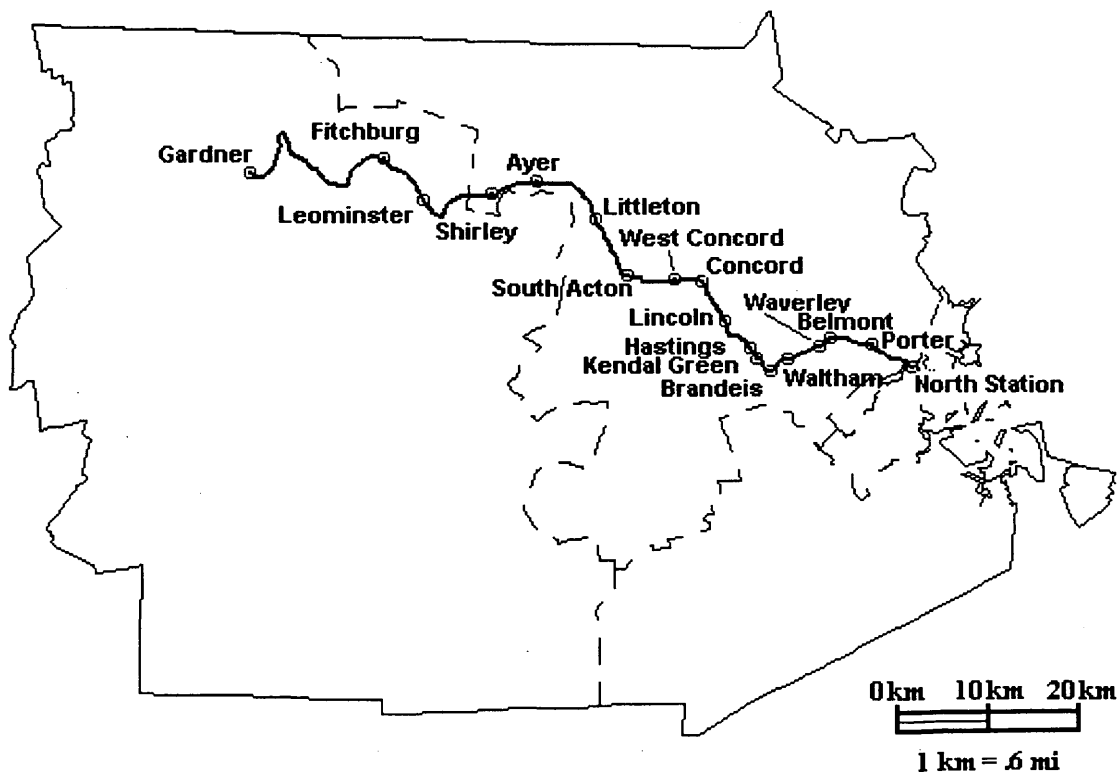 Fitchburg
Gardner
Ayer
Leominster
Shirley
Littleton
West Concord
Concord
South Acton
Waverley
Lincoln
Belmont
Porter
Hastings
Kendal Green
Brandeis
Waltham
North Station
0km 10km 20km
1 km = .6 mi